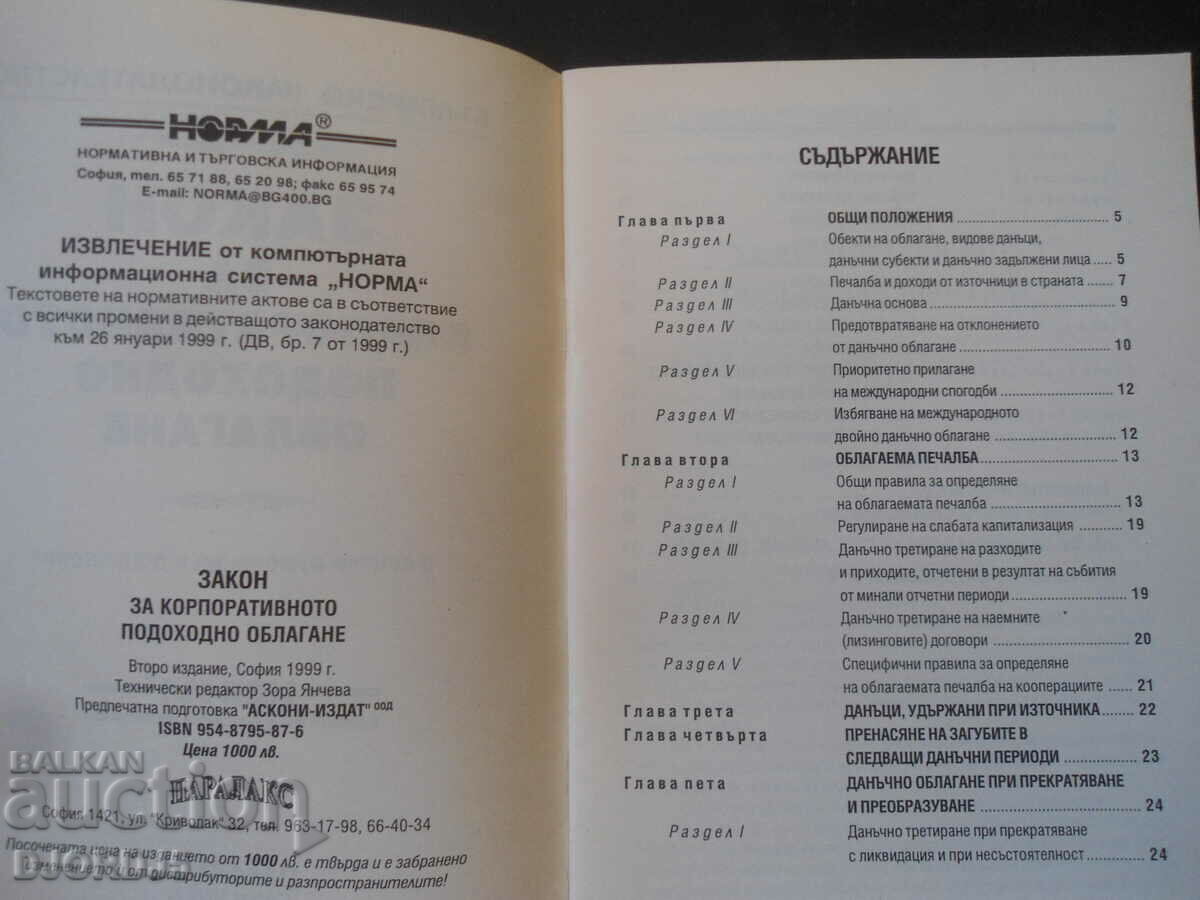 НОРМА®
НОРМАТИВНА И ТЪРГОВСКА ИНФОРМАЦИЯ
София, тел. 65 71 88, 65 20 98; факс 65 95 74
E-mail: NORMA@BG400.BG
ИЗВЛЕЧЕНИЕ от компютърната
информационна система „НОРМА“
Текстовете на нормативните актове са в съответствие
с всички промени в действащото законодателство
към 26 януари 1999 г. (ДВ, бр. 7 от 1999 г.)
ЗАКОН
ЗА КОРПОРАТИВНОТО
ПОДОХОДНО ОБЛАГАНЕ
Второ издание, София 1999 г.
Технически редактор Зора Янчева
Предпечатна подготовка "АСКОНИ-ИЗДАТ" ООД
ISBN 954-8795-87-6
Цена 1000 лв.
BALKAN
auction
ПАРАЛАКС
София 1421, ул. "Криволак" 32, тел. 963-17-98, 66-40-34
Посочената цена на изданието от 1000 лв. е твърда и е забранено
изменението и от дистрибуторите и разпространителите!
СЪДЪРЖАНИЕ
Глава първа ОБЩИ ПОЛОЖЕНИЯ 5
Раздел I Обекти на облагане, видове данъци,
данъчни субекти и данъчно задължени лица 5
Раздел II Печалба и доходи от източници в страната 7
Раздел III Данъчна основа 9
Раздел IV Предотвратяване на отклонението
от данъчно облагане 10
Раздел V Приоритетно прилагане
на международни спогодби 12
Раздел VI Избягване на международното
двойно данъчно облагане 12
Глава втора ОБЛАГАЕМА ПЕЧАЛБА 13
Раздел I Общи правила за определяне
на облагаемата печалба 13
Раздел II Регулиране на слабата капитализация 19
Раздел III Данъчно третиране на разходите
и приходите, отчетени в резултат на събития
от минали отчетни периоди 19
Раздел IV Данъчно третиране на наемните
(лизинговите) договори 20
Раздел V Специфични правила за определяне
на облагаемата печалба на кооперациите 21
Глава трета ДАНЪЦИ, УДЪРЖАНИ ПРИ ИЗТОЧНИКА 22
Глава четвърта ПРЕНАСЯНЕ НА ЗАГУБИТЕ В
СЛЕДВАЩИ ДАНЪЧНИ ПЕРИОДИ 23
Глава пета ДАНЪЧНО ОБЛАГАНЕ ПРИ ПРЕКРАТЯВАНЕ
И ПРЕОБРАЗУВАНЕ 24
Раздел I Данъчно третиране при прекратяване
с ликвидация и при несъстоятелност 24